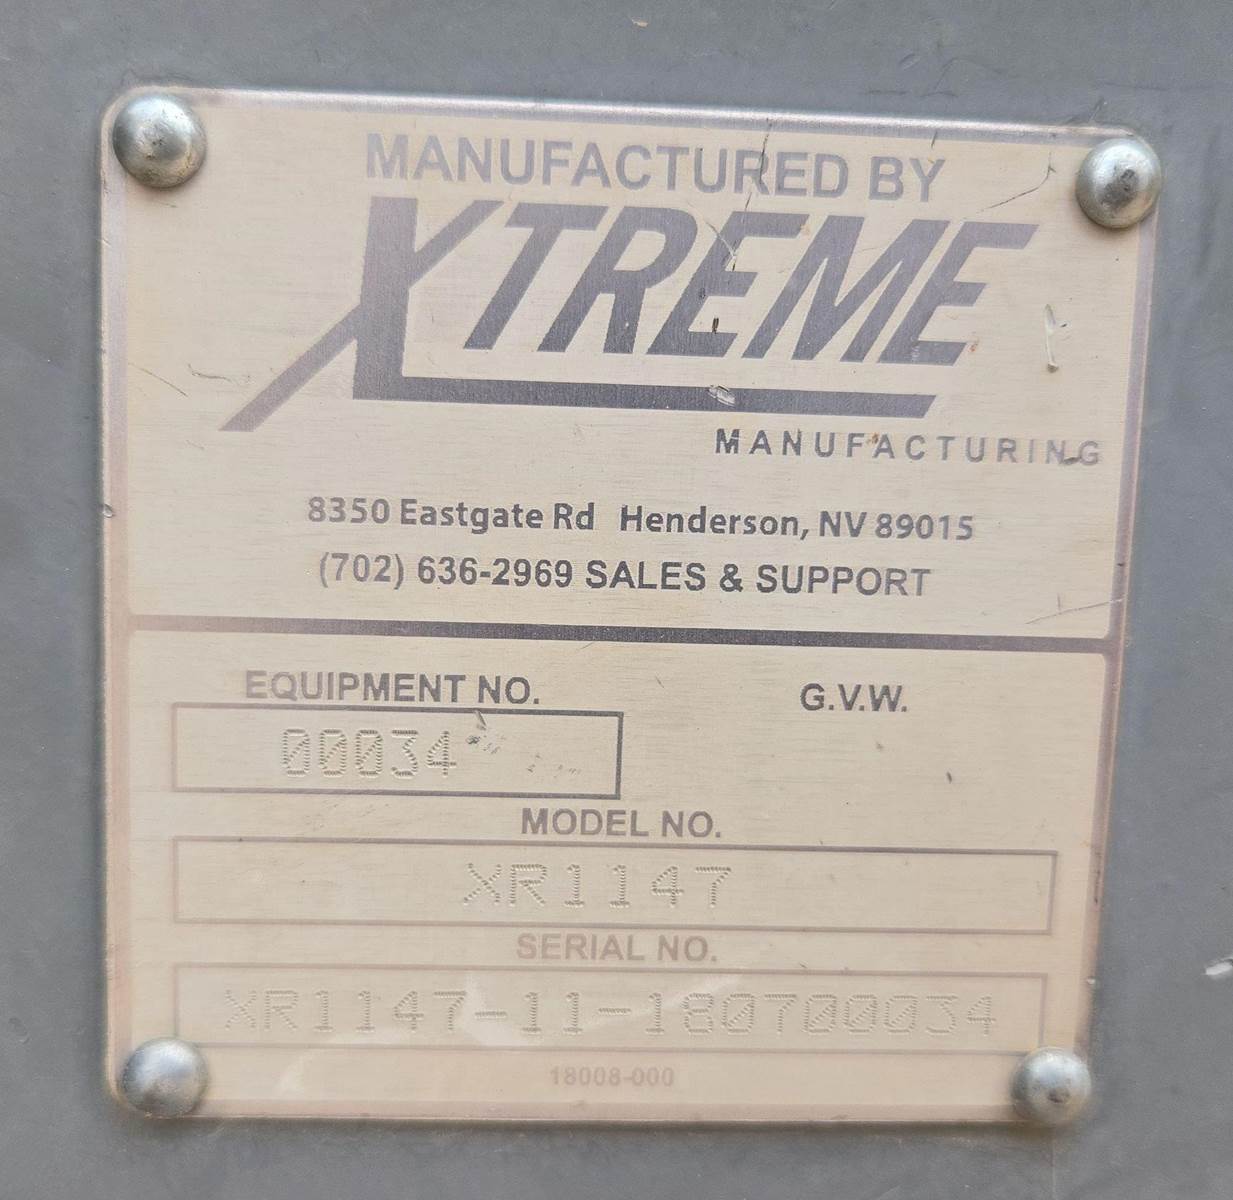 MANUFACTURED BY
XTREME
MANUFACTURING
8350 Eastgate Rd Henderson, NV 89015
(702) 636-2969 SALES & SUPPORT
EQUIPMENT NO. G.V.W.
00034
MODEL NO.
XR1147
SERIAL NO.
XR1147-11-180700034
18008-000